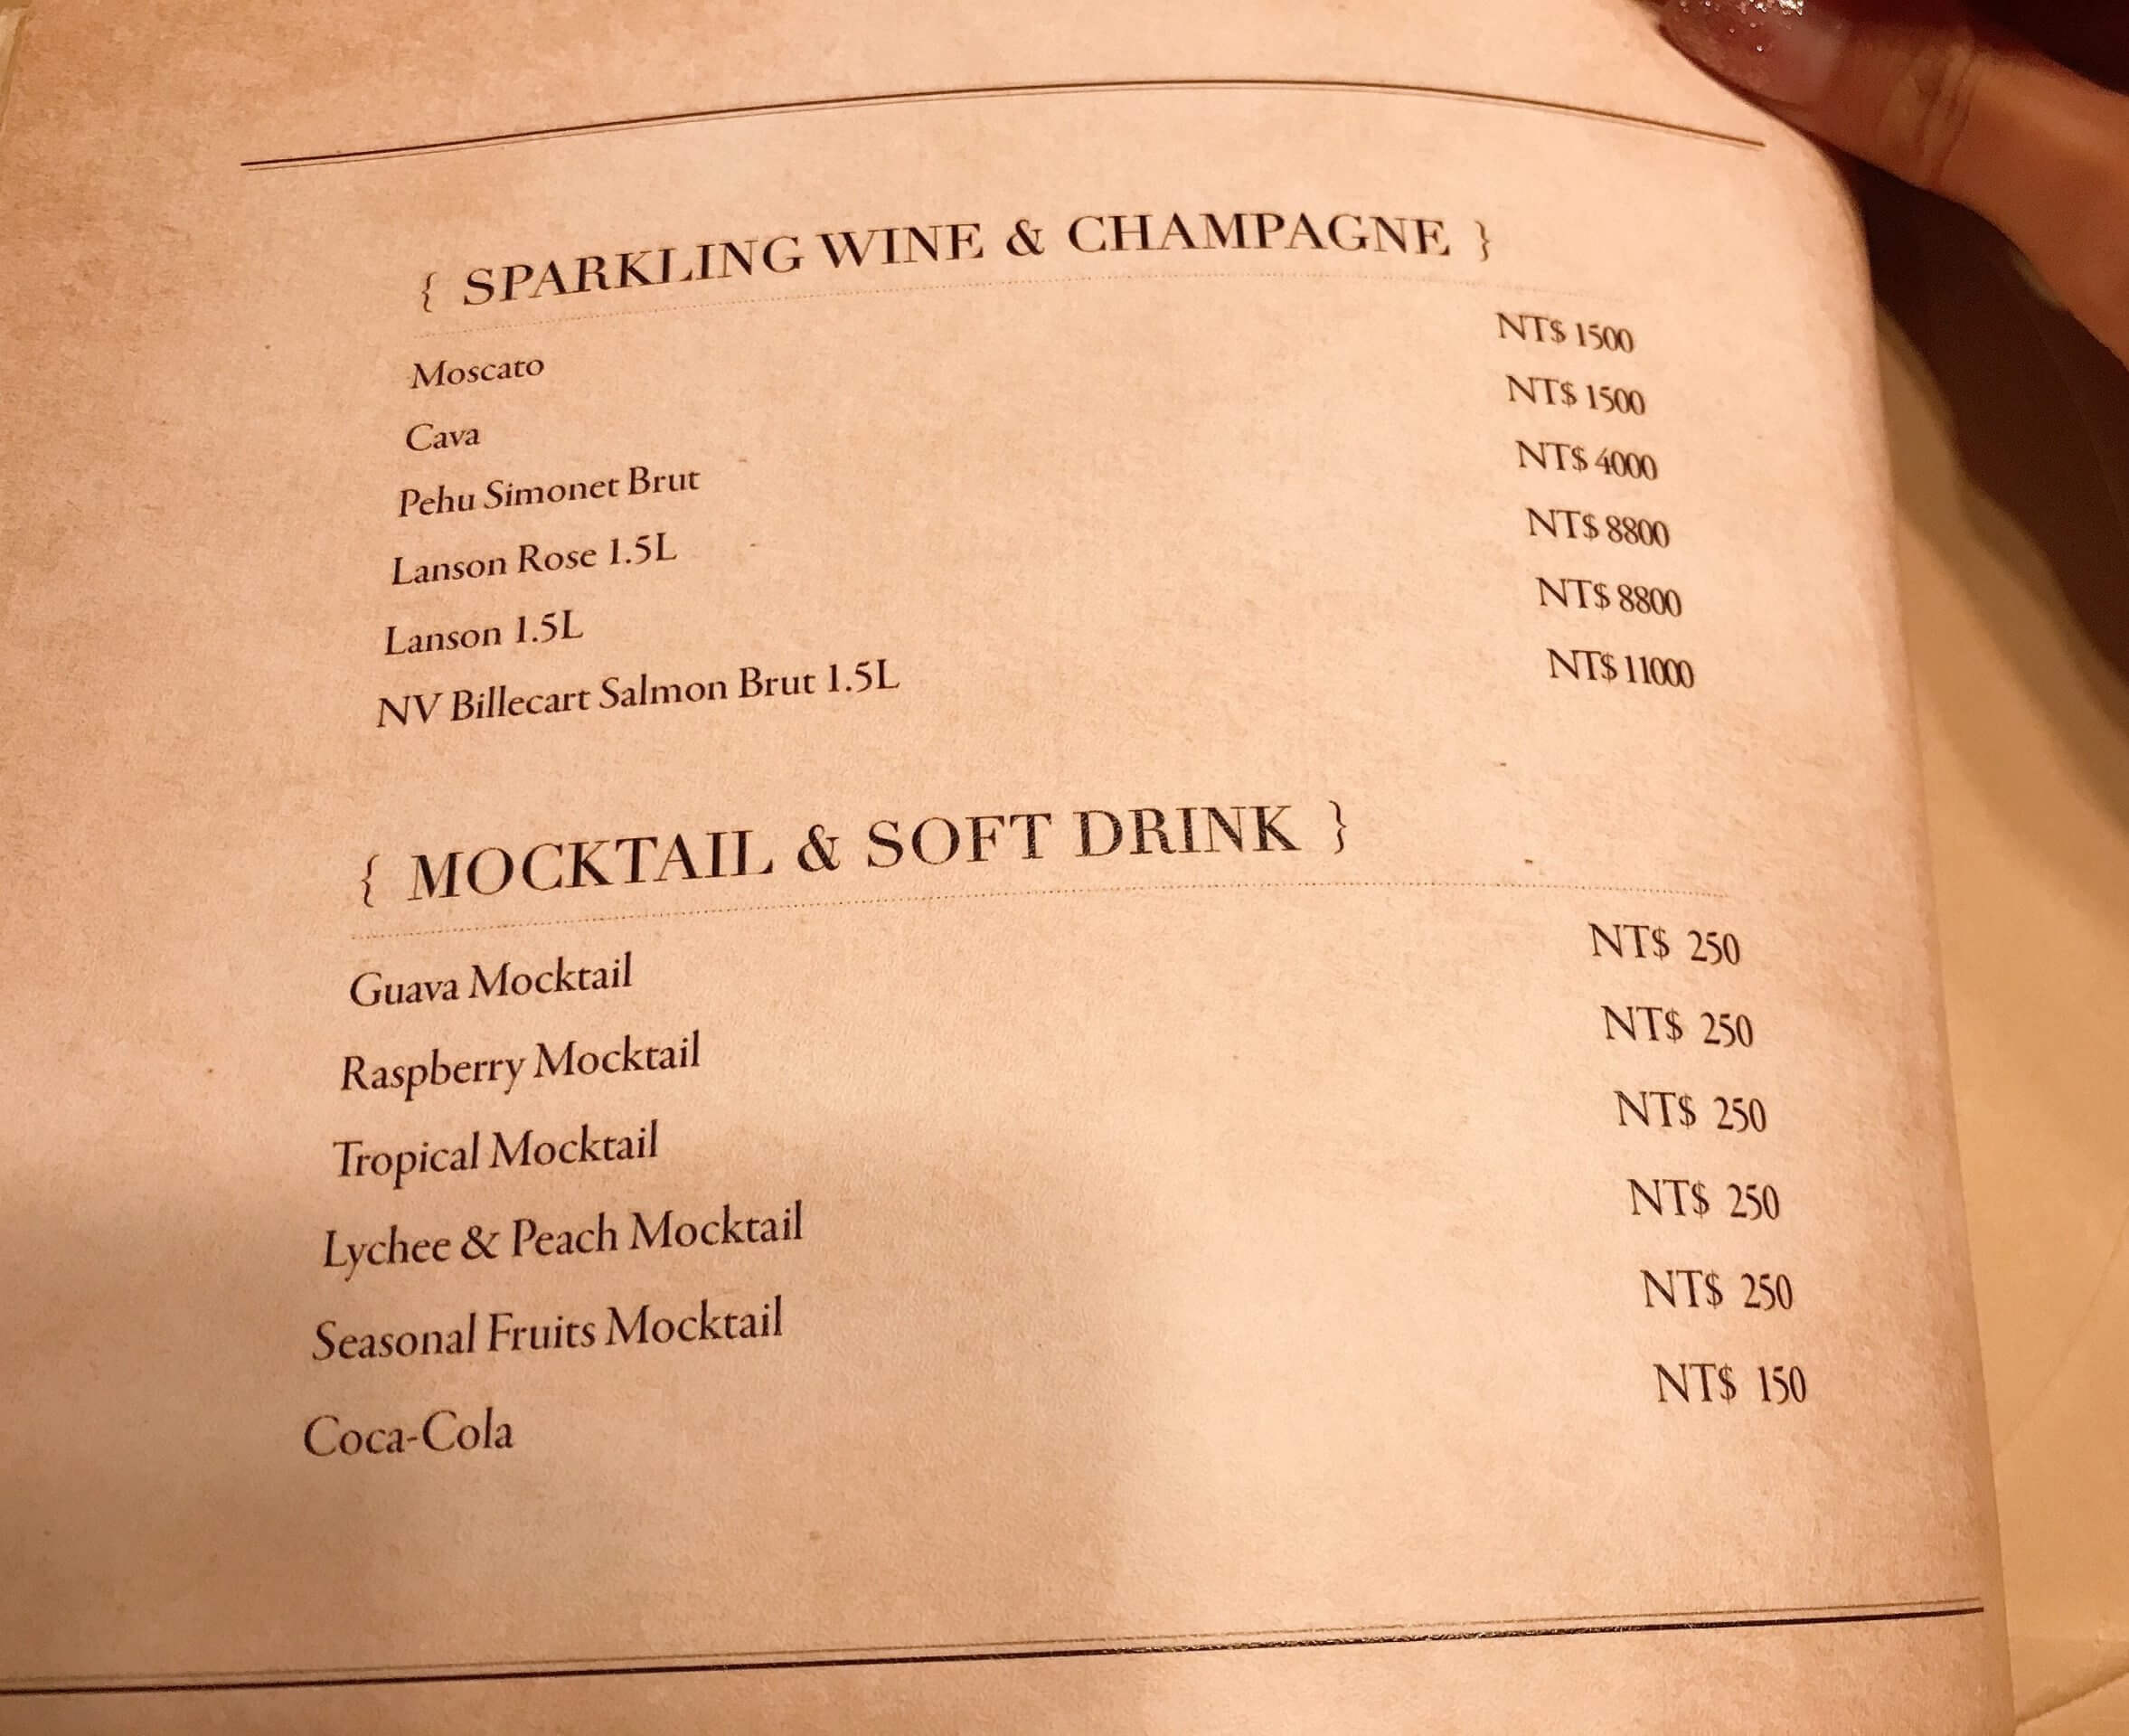 { SPARKLING WINE & CHAMPAGNE }
Moscato NT$ 1500
Cava NT$ 1500
Pehu Simonet Brut NT$ 4000
Lanson Rose 1.5L NT$ 8800
Lanson 1.5L NT$ 8800
NV Billecart Salmon Brut 1.5L NT$ 11000
{ MOCKTAIL & SOFT DRINK }
Guava Mocktail NT$ 250
Raspberry Mocktail NT$ 250
Tropical Mocktail NT$ 250
Lychee & Peach Mocktail NT$ 250
Seasonal Fruits Mocktail NT$ 250
Coca-Cola NT$ 150